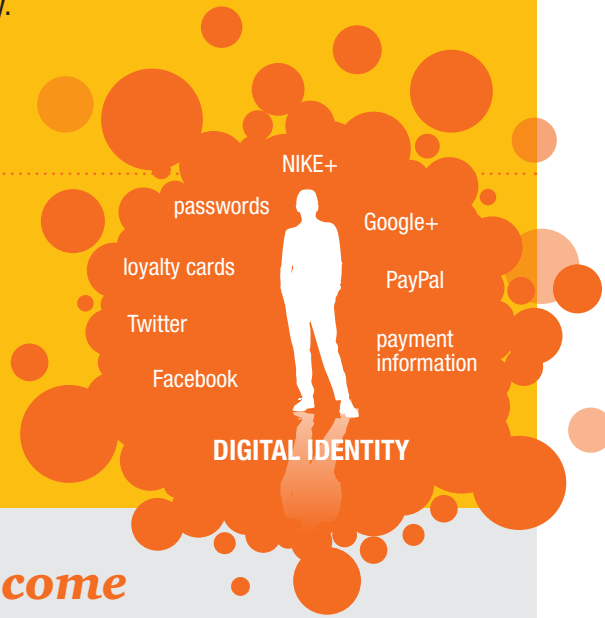 y.
NIKE+
passwords
Google+
loyalty cards
PayPal
Twitter
payment
information
Facebook
DIGITAL IDENTITY
come